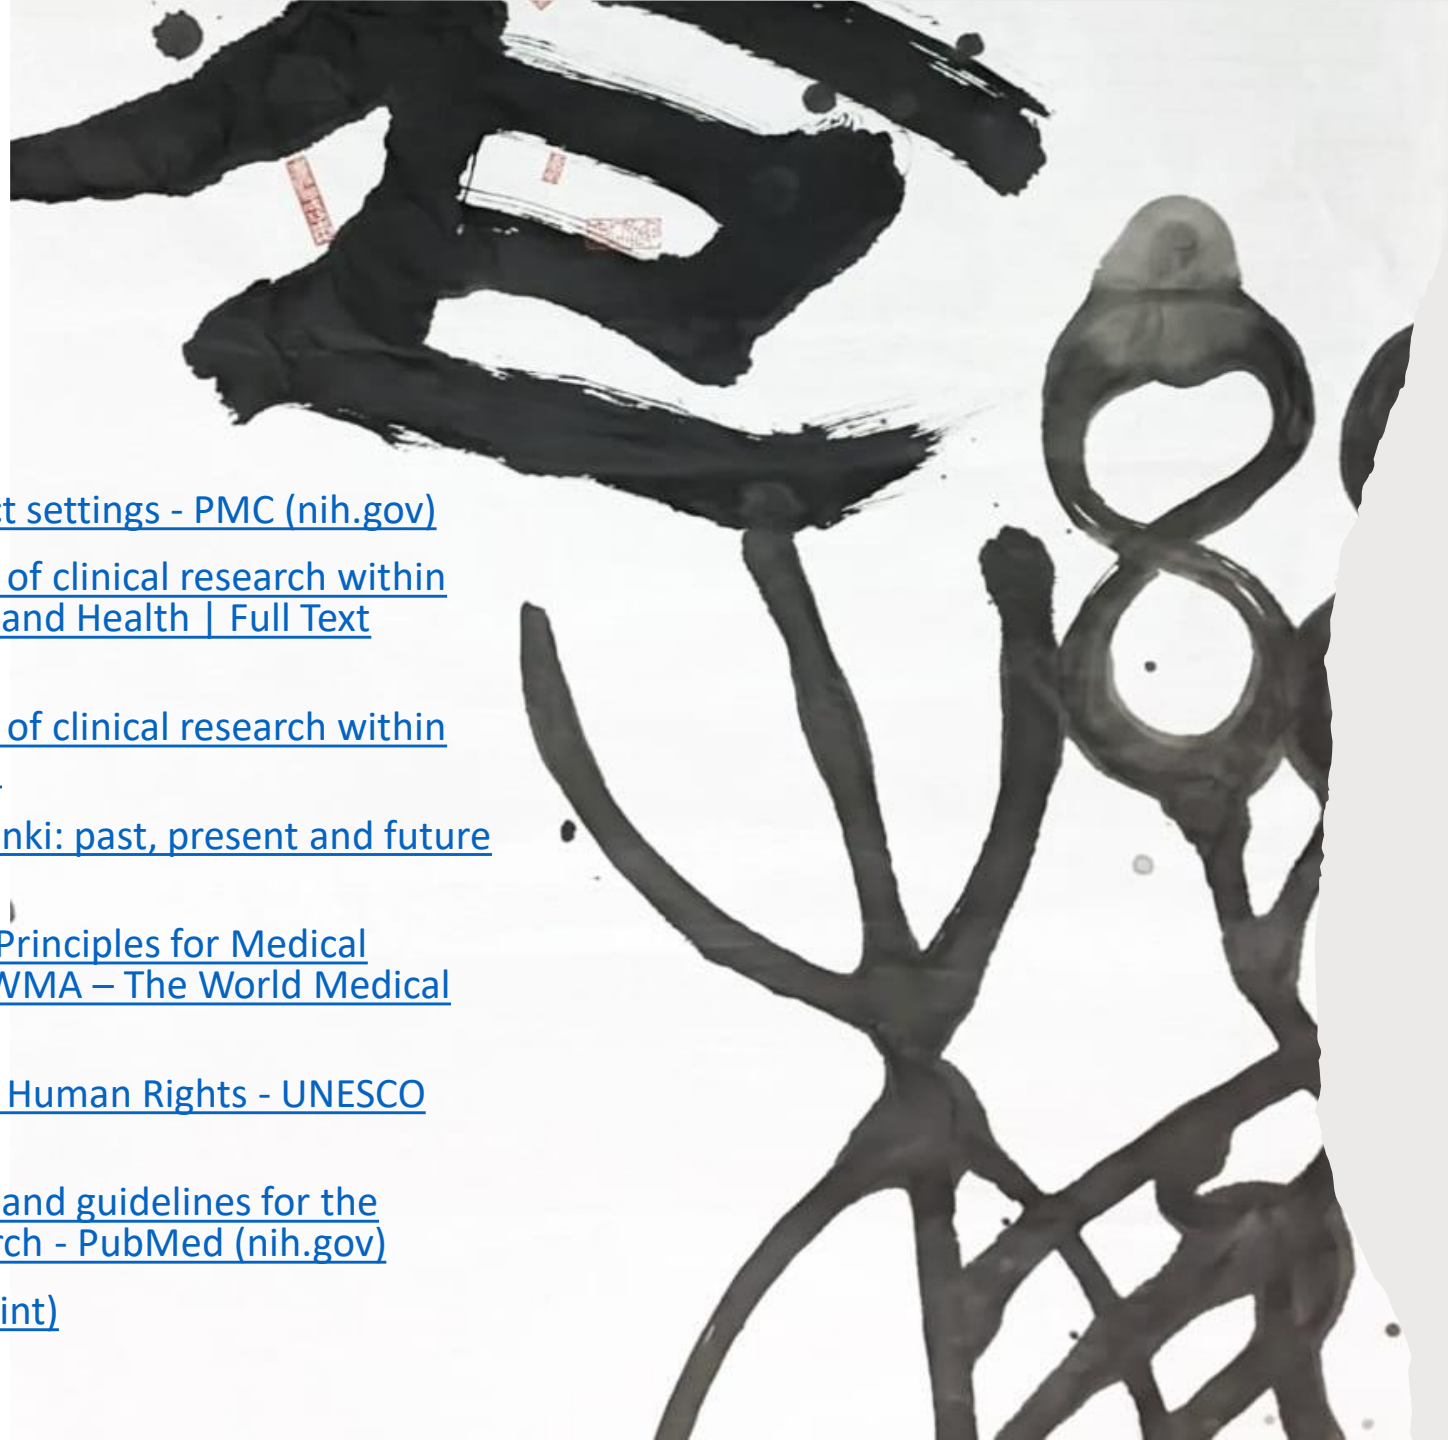 ct settings - PMC (nih.gov)
of clinical research within
and Health | Full Text
of clinical research within
nki: past, present and future
Principles for Medical
WMA – The World Medical
Human Rights - UNESCO
and guidelines for the
rch - PubMed (nih.gov)
int)